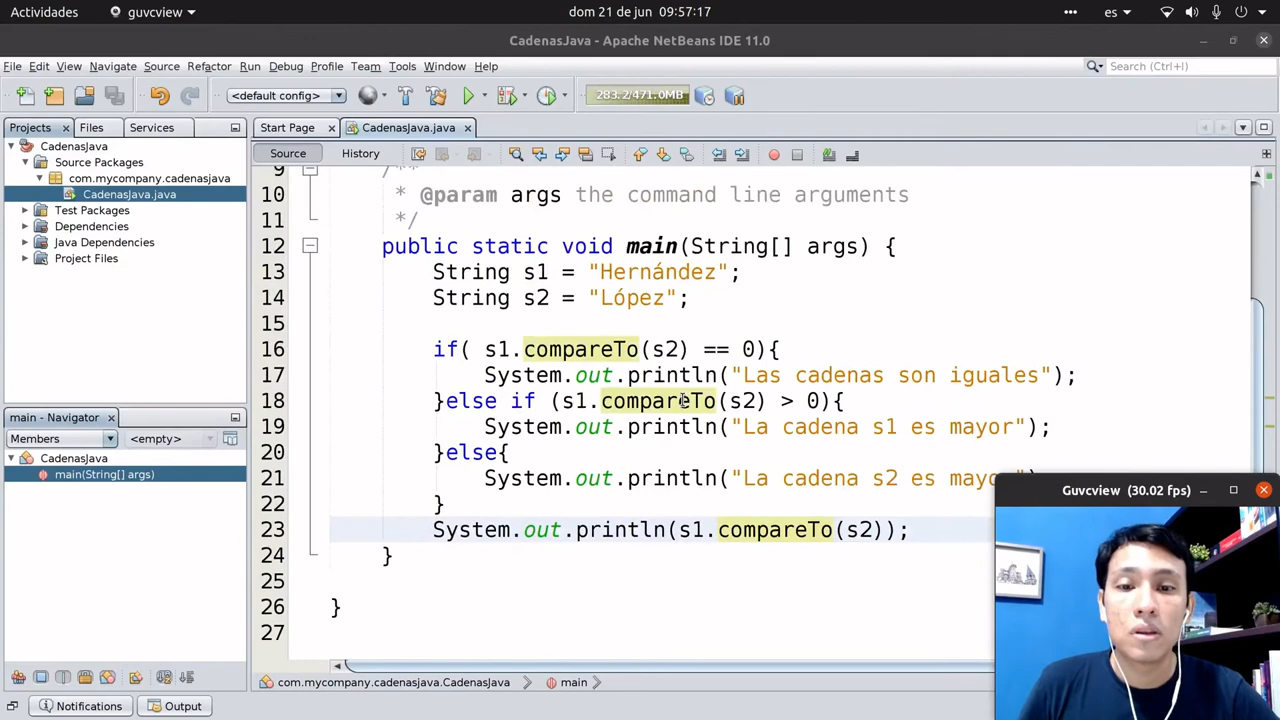 Actividades guvcview dom 21 de jun 09:57:17 es
CadenasJava - Apache NetBeans IDE 11.0
File Edit View Navigate Source Refactor Run Debug Profile Team Tools Window Help Search (Ctrl+I)
<default config> 283.2/471.0MB
Projects Files Services
Start Page CadenasJava.java
CadenasJava
Source Packages
com.mycompany.cadenasjava
CadenasJava.java
Test Packages
Dependencies
Java Dependencies
Project Files
Source History
9 /**
10 * @param args the command line arguments
11 */
12 public static void main(String[] args) {
13 String s1 = "Hernández";
14 String s2 = "López";
15
16 if( s1.compareTo(s2) == 0){
17 System.out.println("Las cadenas son iguales");
18 }else if (s1.compareTo(s2) > 0){
19 System.out.println("La cadena s1 es mayor");
20 }else{
21 System.out.println("La cadena s2 es mayor")
22 }
23 System.out.println(s1.compareTo(s2));
24 }
25
26 }
27
main - Navigator
Members <empty>
CadenasJava
main(String[] args)
Guvcview (30.02 fps)
com.mycompany.cadenasJava.CadenasJava main
Notifications Output